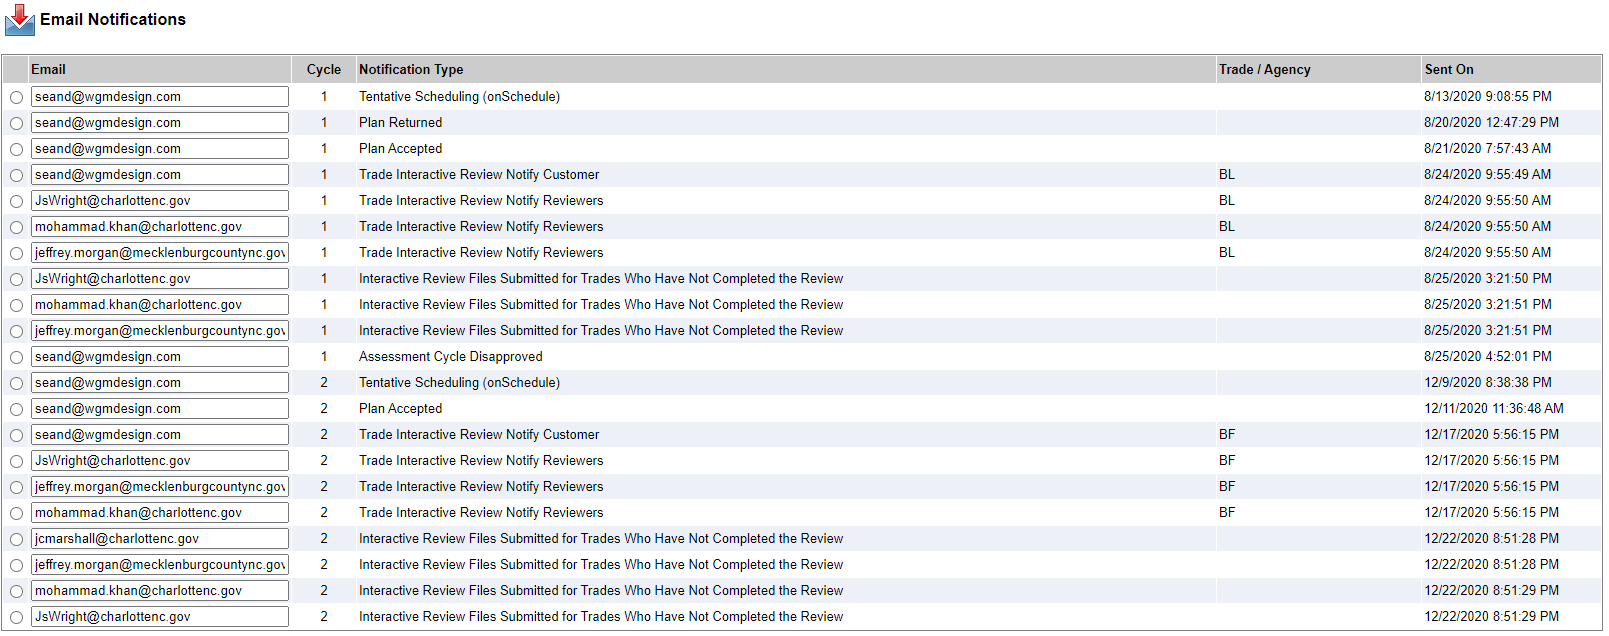 Email Notifications
Email Cycle Notification Type Trade / Agency Sent On
seand@wgmdesign.com 1 Tentative Scheduling (onSchedule) 8/13/2020 9:08:55 PM
seand@wgmdesign.com 1 Plan Returned 8/20/2020 12:47:29 PM
seand@wgmdesign.com 1 Plan Accepted 8/21/2020 7:57:43 AM
seand@wgmdesign.com 1 Trade Interactive Review Notify Customer BL 8/24/2020 9:55:49 AM
JsWright@charlottenc.gov 1 Trade Interactive Review Notify Reviewers BL 8/24/2020 9:55:50 AM
mohammad.khan@charlottenc.gov 1 Trade Interactive Review Notify Reviewers BL 8/24/2020 9:55:50 AM
jeffrey.morgan@mecklenburgcountync.gov 1 Trade Interactive Review Notify Reviewers BL 8/24/2020 9:55:50 AM
JsWright@charlottenc.gov 1 Interactive Review Files Submitted for Trades Who Have Not Completed the Review 8/25/2020 3:21:50 PM
mohammad.khan@charlottenc.gov 1 Interactive Review Files Submitted for Trades Who Have Not Completed the Review 8/25/2020 3:21:51 PM
jeffrey.morgan@mecklenburgcountync.gov 1 Interactive Review Files Submitted for Trades Who Have Not Completed the Review 8/25/2020 3:21:51 PM
seand@wgmdesign.com 1 Assessment Cycle Disapproved 8/25/2020 4:52:01 PM
seand@wgmdesign.com 2 Tentative Scheduling (onSchedule) 12/9/2020 8:38:38 PM
seand@wgmdesign.com 2 Plan Accepted 12/11/2020 11:36:48 AM
seand@wgmdesign.com 2 Trade Interactive Review Notify Customer BF 12/17/2020 5:56:15 PM
JsWright@charlottenc.gov 2 Trade Interactive Review Notify Reviewers BF 12/17/2020 5:56:15 PM
jeffrey.morgan@mecklenburgcountync.gov 2 Trade Interactive Review Notify Reviewers BF 12/17/2020 5:56:15 PM
mohammad.khan@charlottenc.gov 2 Trade Interactive Review Notify Reviewers BF 12/17/2020 5:56:15 PM
jcmarshall@charlottenc.gov 2 Interactive Review Files Submitted for Trades Who Have Not Completed the Review 12/22/2020 8:51:28 PM
jeffrey.morgan@mecklenburgcountync.gov 2 Interactive Review Files Submitted for Trades Who Have Not Completed the Review 12/22/2020 8:51:28 PM
mohammad.khan@charlottenc.gov 2 Interactive Review Files Submitted for Trades Who Have Not Completed the Review 12/22/2020 8:51:29 PM
JsWright@charlottenc.gov 2 Interactive Review Files Submitted for Trades Who Have Not Completed the Review 12/22/2020 8:51:29 PM